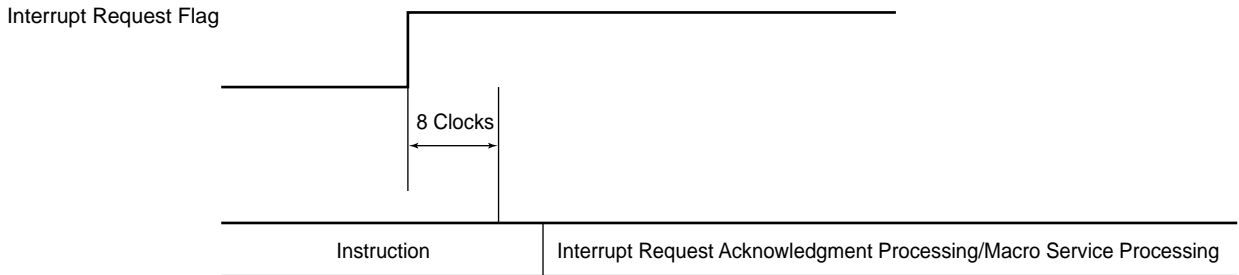 Interrupt Request Flag
8 Clocks
Instruction
Interrupt Request Acknowledgment Processing/Macro Service Processing